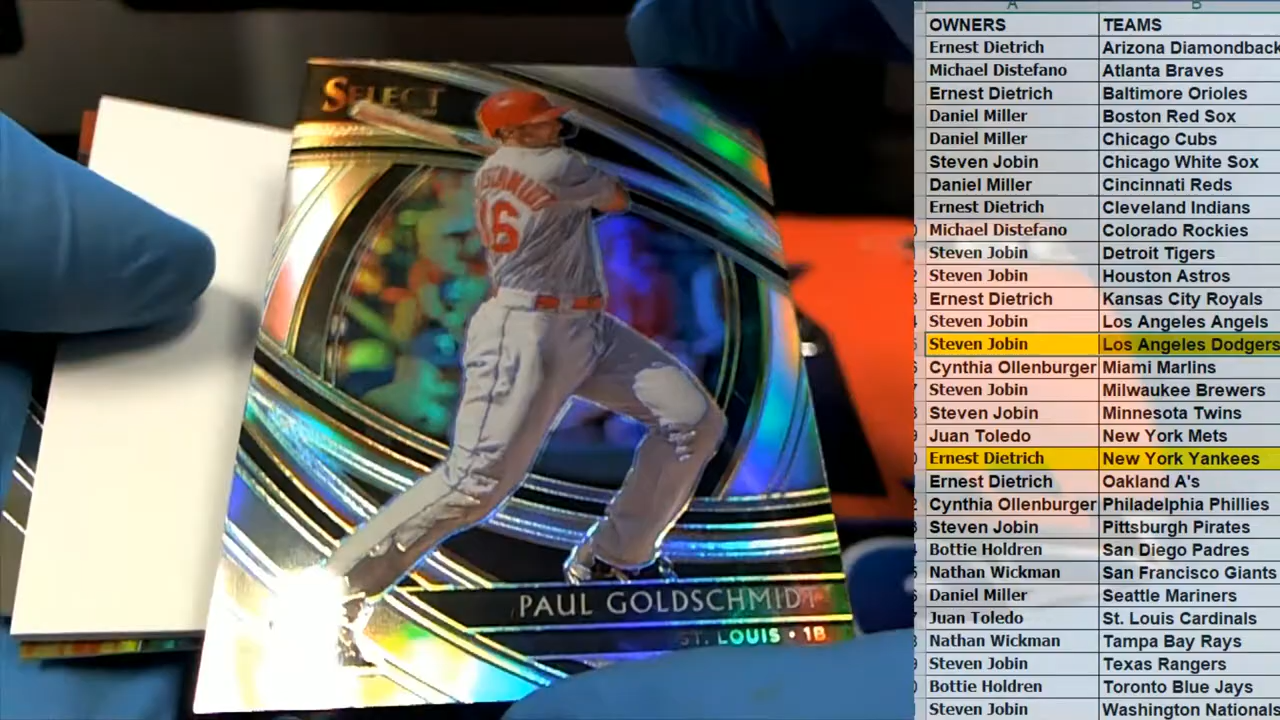 SELECT
46
PAUL GOLDSCHMIDT
ST. LOUIS • 1B
A B
OWNERS TEAMS
Ernest Dietrich Arizona Diamondback
Michael Distefano Atlanta Braves
Ernest Dietrich Baltimore Orioles
Daniel Miller Boston Red Sox
Daniel Miller Chicago Cubs
Steven Jobin Chicago White Sox
Daniel Miller Cincinnati Reds
Ernest Dietrich Cleveland Indians
Michael Distefano Colorado Rockies
Steven Jobin Detroit Tigers
Steven Jobin Houston Astros
Ernest Dietrich Kansas City Royals
Steven Jobin Los Angeles Angels
Steven Jobin Los Angeles Dodgers
Cynthia Ollenburger Miami Marlins
Steven Jobin Milwaukee Brewers
Steven Jobin Minnesota Twins
Juan Toledo New York Mets
Ernest Dietrich New York Yankees
Ernest Dietrich Oakland A's
Cynthia Ollenburger Philadelphia Phillies
Steven Jobin Pittsburgh Pirates
Bottie Holdren San Diego Padres
Nathan Wickman San Francisco Giants
Daniel Miller Seattle Mariners
Juan Toledo St. Louis Cardinals
Nathan Wickman Tampa Bay Rays
Steven Jobin Texas Rangers
Bottie Holdren Toronto Blue Jays
Steven Jobin Washington Nationals